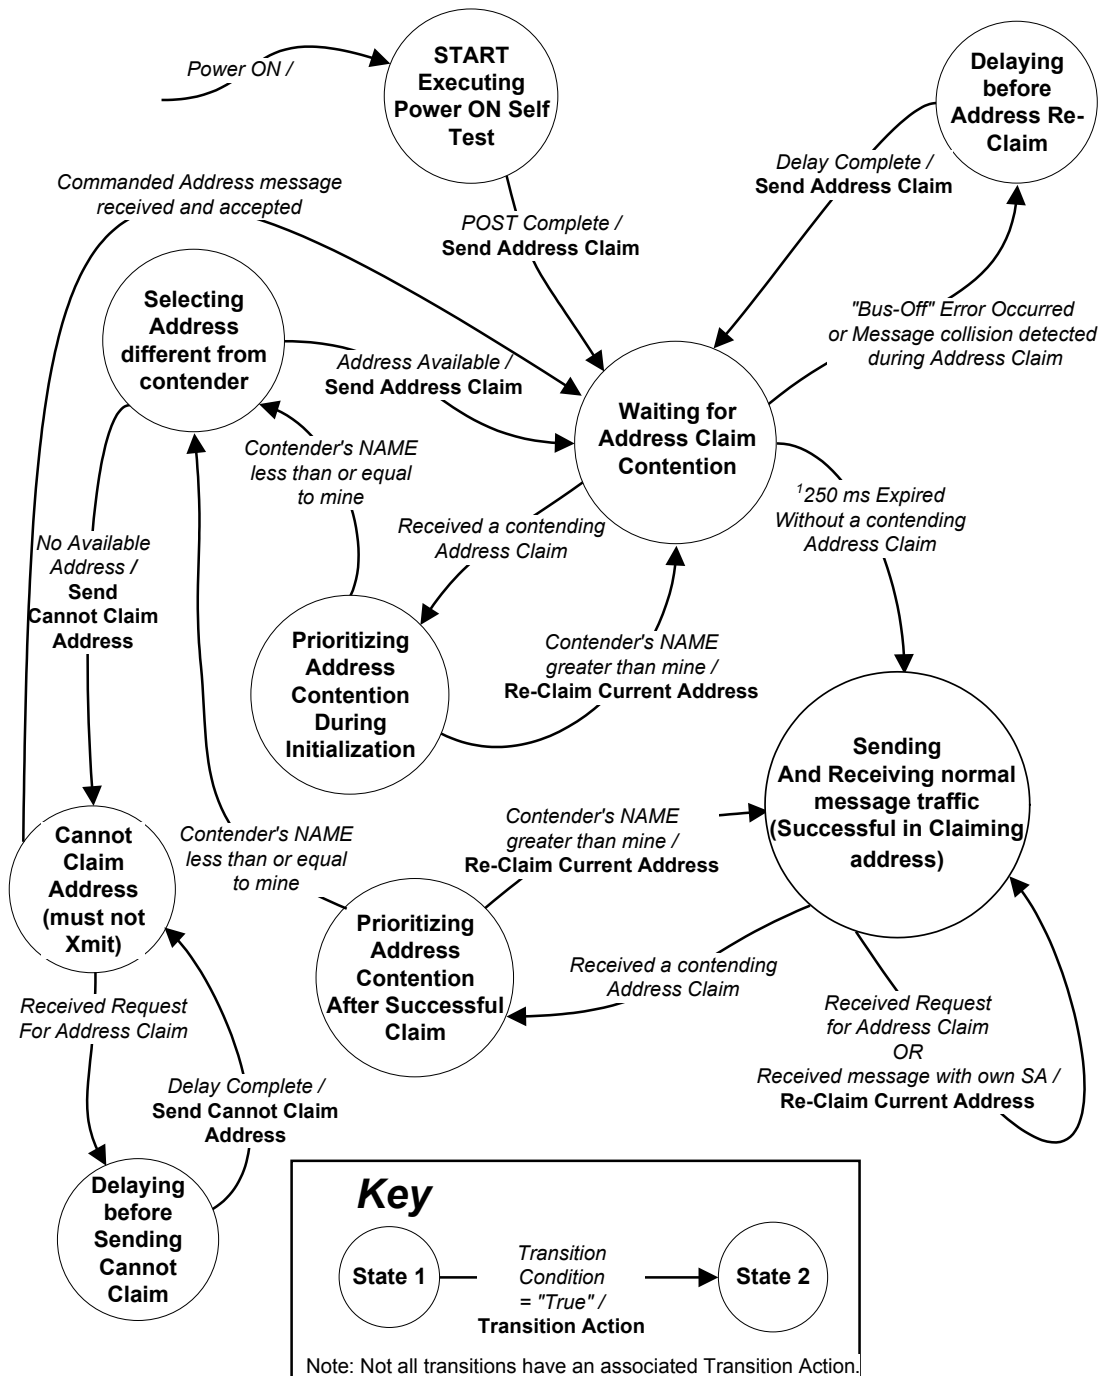 Power ON /
START
Executing
Power ON Self
Test
Delaying
before
Address Re-
Claim
Delay Complete /
Send Address Claim
Commanded Address message
received and accepted
POST Complete /
Send Address Claim
Selecting
Address
different from
contender
Address Available /
Send Address Claim
"Bus-Off" Error Occurred
or Message collision detected
during Address Claim
Waiting for
Address Claim
Contention
Contender's NAME
less than or equal
to mine
Received a contending
Address Claim
¹250 ms Expired
Without a contending
Address Claim
No Available
Address /
Send
Cannot Claim
Address
Prioritizing
Address
Contention
During
Initialization
Contender's NAME
greater than mine /
Re-Claim Current Address
Sending
And Receiving normal
message traffic
(Successful in Claiming
address)
Cannot
Claim
Address
(must not
Xmit)
Contender's NAME
less than or equal
to mine
Contender's NAME
greater than mine /
Re-Claim Current Address
Prioritizing
Address
Contention
After Successful
Claim
Received a contending
Address Claim
Received Request
for Address Claim
OR
Received message with own SA /
Re-Claim Current Address
Received Request
For Address Claim
Delay Complete /
Send Cannot Claim
Address
Delaying
before
Sending
Cannot
Claim
Key
State 1
Transition
Condition
= "True" /
Transition Action
State 2
Note: Not all transitions have an associated Transition Action.